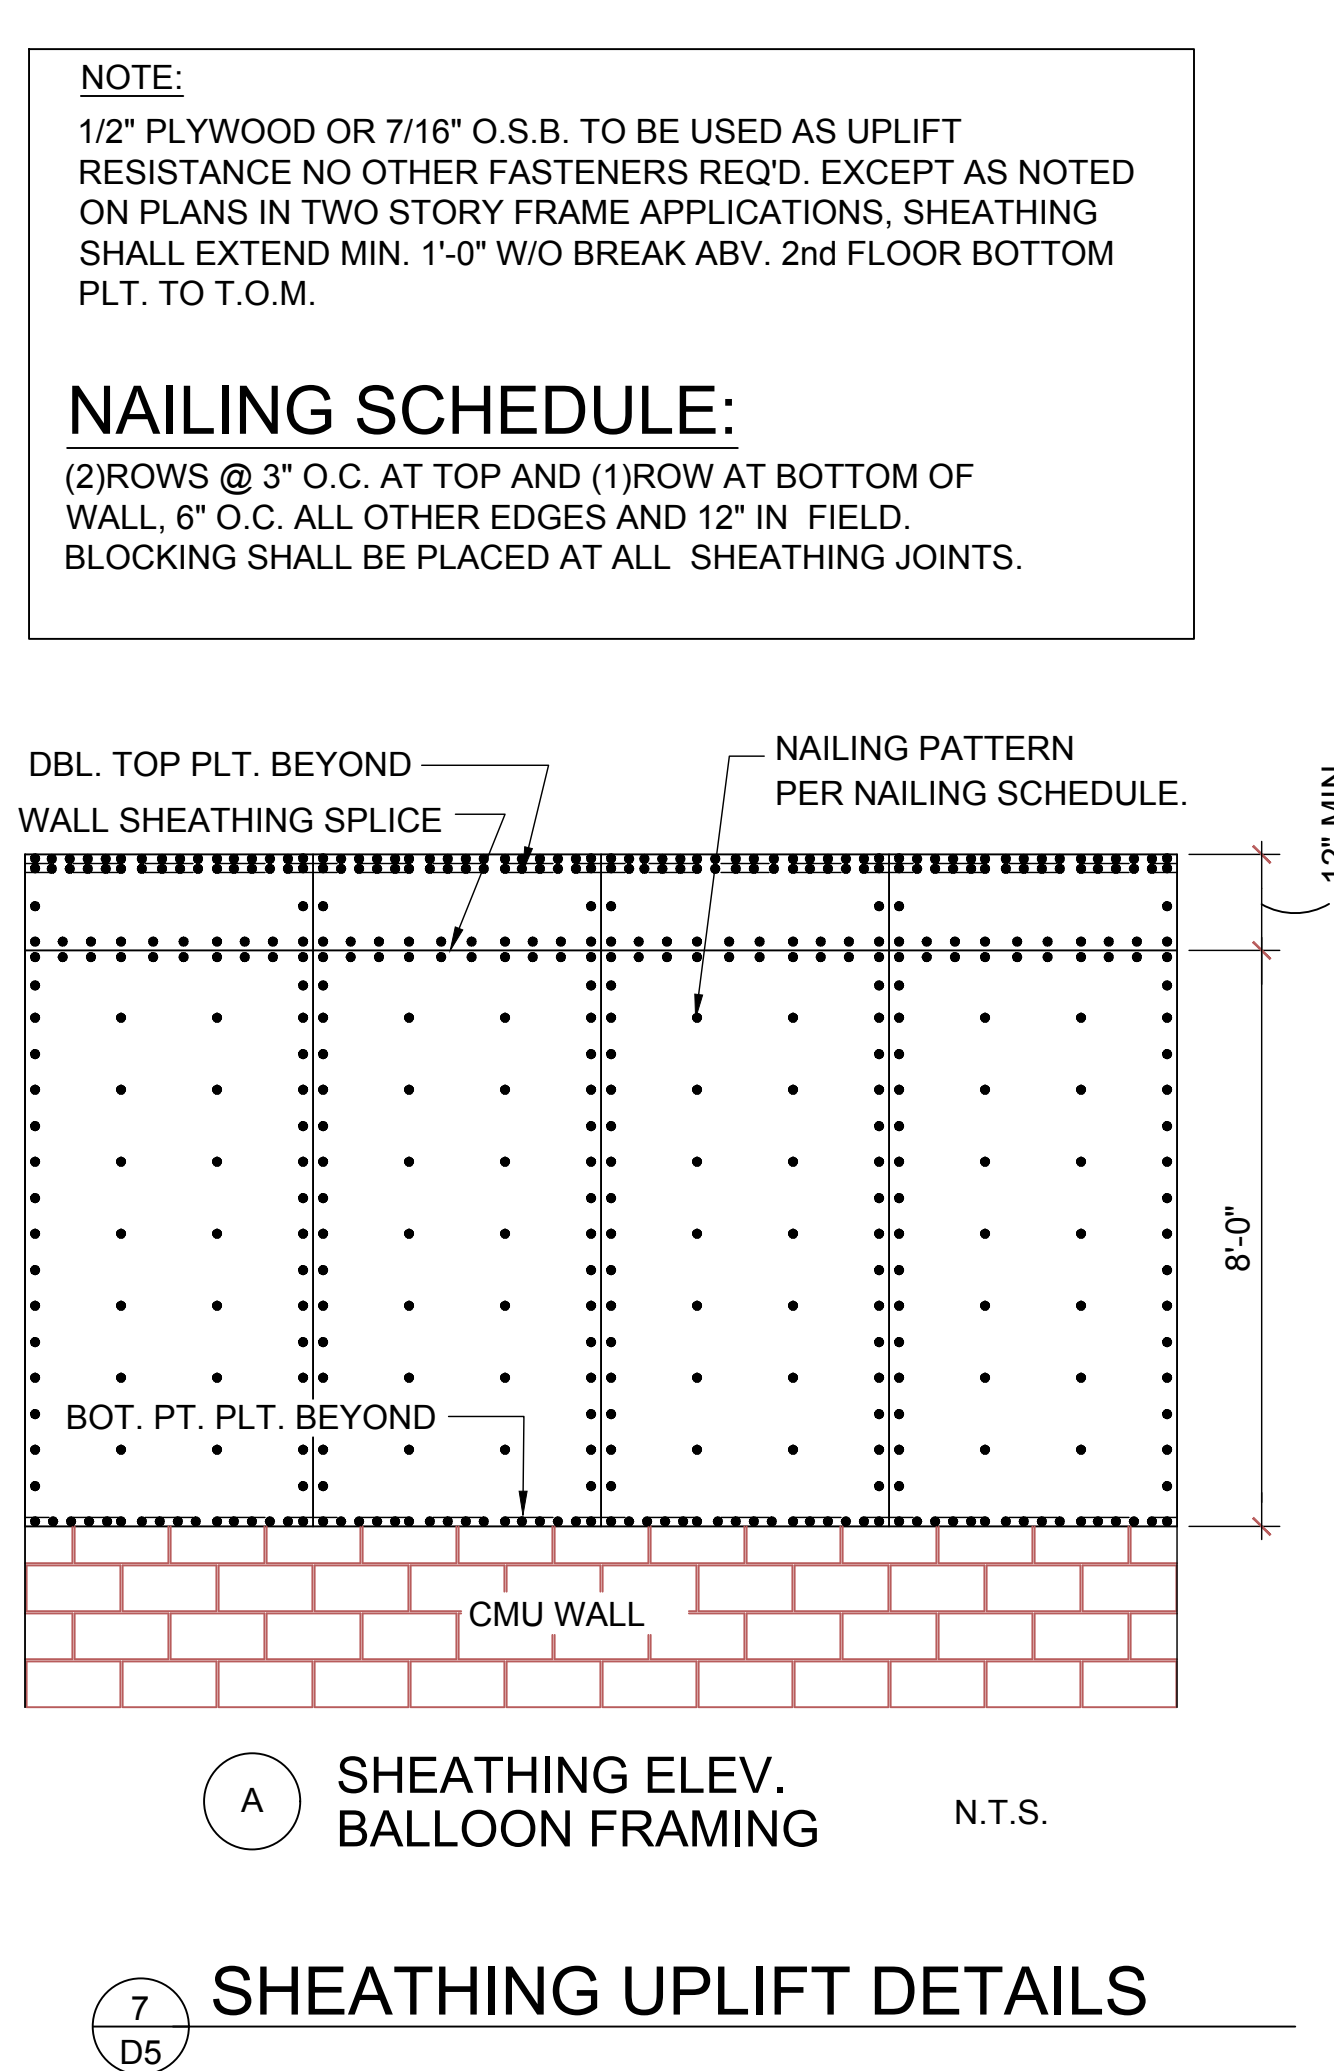 NOTE:
1/2" PLYWOOD OR 7/16" O.S.B. TO BE USED AS UPLIFT
RESISTANCE NO OTHER FASTENERS REQ'D. EXCEPT AS NOTED
ON PLANS IN TWO STORY FRAME APPLICATIONS, SHEATHING
SHALL EXTEND MIN. 1'-0" W/O BREAK ABV. 2nd FLOOR BOTTOM
PLT. TO T.O.M.
NAILING SCHEDULE:
(2)ROWS @ 3" O.C. AT TOP AND (1)ROW AT BOTTOM OF
WALL, 6" O.C. ALL OTHER EDGES AND 12" IN FIELD.
BLOCKING SHALL BE PLACED AT ALL SHEATHING JOINTS.
DBL. TOP PLT. BEYOND
WALL SHEATHING SPLICE
NAILING PATTERN
PER NAILING SCHEDULE.
12" MIN
8'-0"
BOT. PT. PLT. BEYOND
CMU WALL
A
SHEATHING ELEV.
BALLOON FRAMING
N.T.S.
7
D5
SHEATHING UPLIFT DETAILS